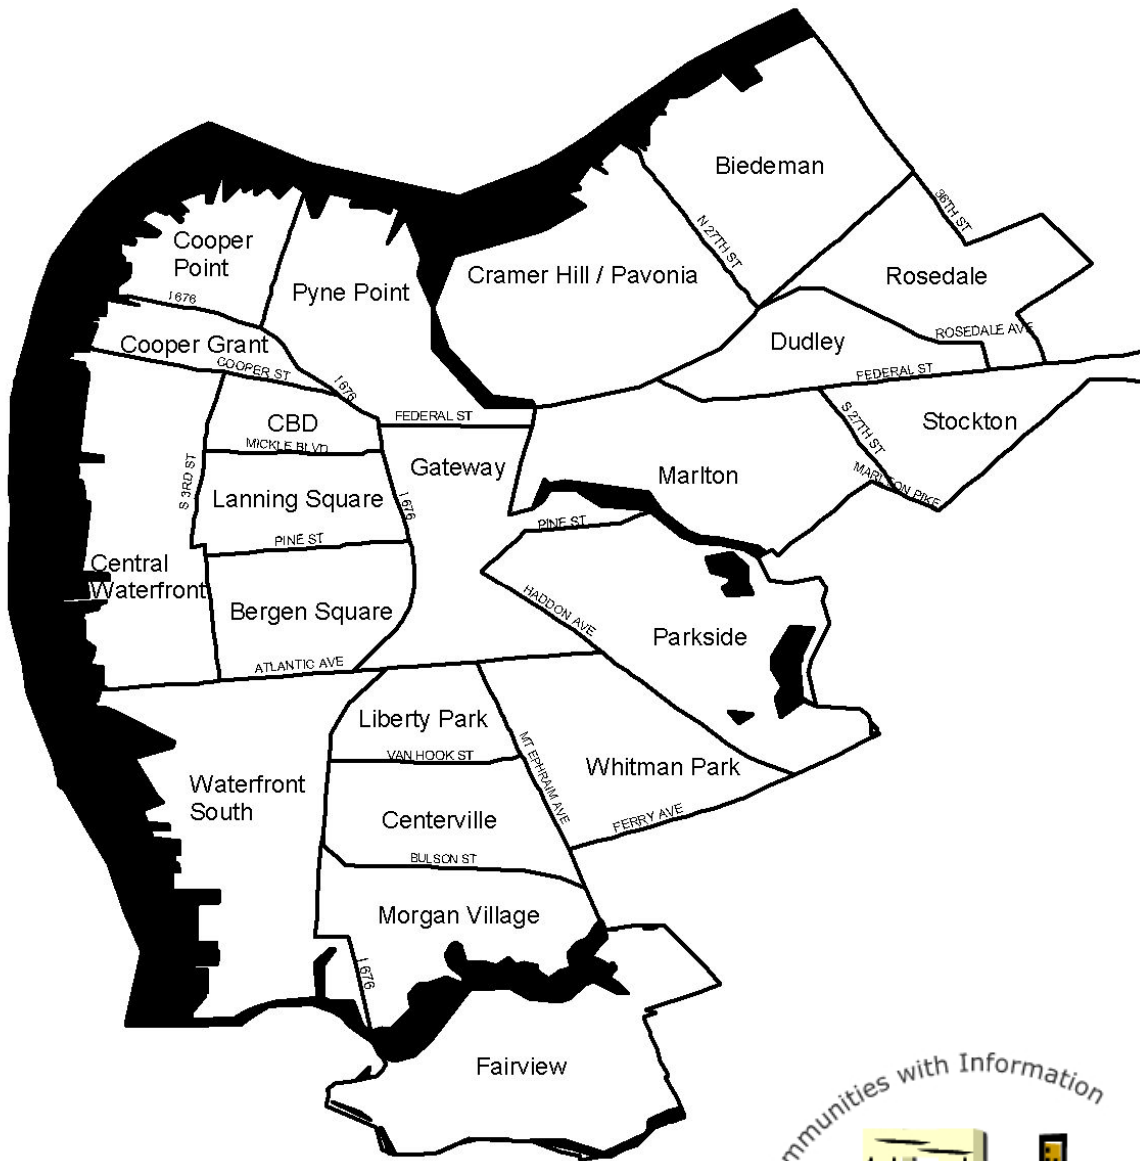 Biedeman
36TH ST
N 27TH ST
Cooper
Point
Cramer Hill / Pavonia
Rosedale
Pyne Point
I 676
Cooper Grant
Dudley
ROSEDALE AVE
COOPER ST
I 676
FEDERAL ST
FEDERAL ST
CBD
S 27TH ST
Stockton
MICKLE BLVD
Gateway
Marlton
MARLTON PIKE
S 3RD ST
Lanning Square
I 676
PINE ST
PINE ST
Central
Waterfront
Bergen Square
HADDON AVE
Parkside
ATLANTIC AVE
Liberty Park
VAN HOOK ST
MT EPHRAIM AVE
Whitman Park
Waterfront
South
Centerville
FERRY AVE
BULSON ST
Morgan Village
I 676
Fairview
mmunities with Information